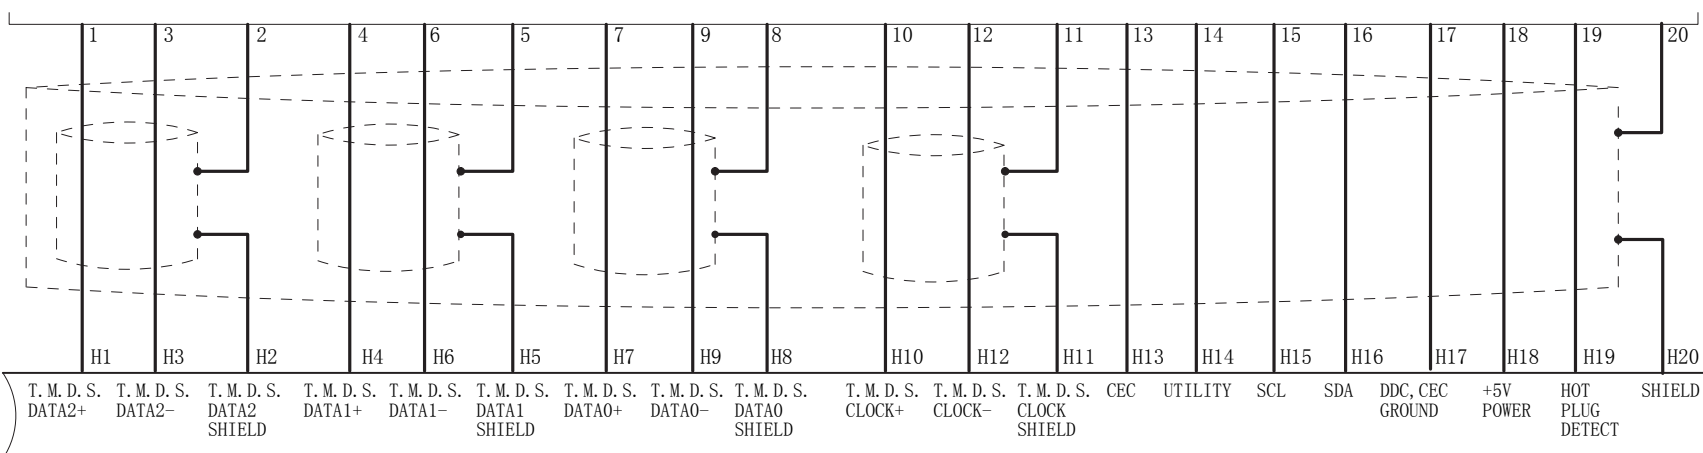 1 3 2 4 6 5 7 9 8 10 12 11 13 14 15 16 17 18 19 20
H1 H3 H2 H4 H6 H5 H7 H9 H8 H10 H12 H11 H13 H14 H15 H16 H17 H18 H19 H20
T.M.D.S. T.M.D.S. T.M.D.S. T.M.D.S. T.M.D.S. T.M.D.S. T.M.D.S. T.M.D.S. T.M.D.S. T.M.D.S. T.M.D.S. T.M.D.S. CEC UTILITY SCL SDA DDC,CEC +5V HOT SHIELD
DATA2+ DATA2- DATA2 DATA1+ DATA1- DATA1 DATA0+ DATA0- DATA0 CLOCK+ CLOCK- CLOCK GROUND POWER PLUG
SHIELD SHIELD SHIELD SHIELD DETECT